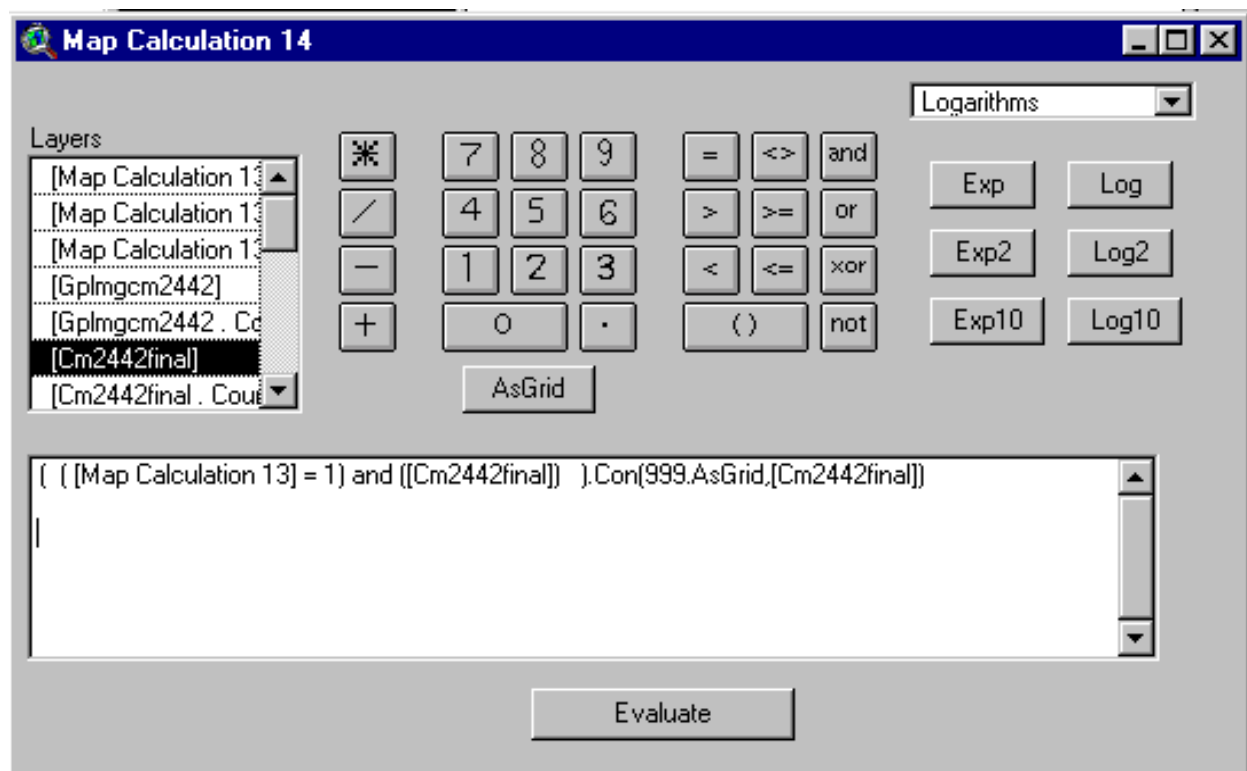 Map Calculation 14
Logarithms
Layers
[Map Calculation 13
[Map Calculation 13
[Map Calculation 13
[Gplmgcm2442]
[Gplmgcm2442 . Co
[Cm2442final]
[Cm2442final . Cou
* 7 8 9 = <> and
/ 4 5 6 > >= or
- 1 2 3 < <= xor
+ 0 . ( ) not
AsGrid
Exp Log
Exp2 Log2
Exp10 Log10
( ( [Map Calculation 13] = 1) and ([Cm2442final]) ).Con(999.AsGrid,[Cm2442final])
Evaluate